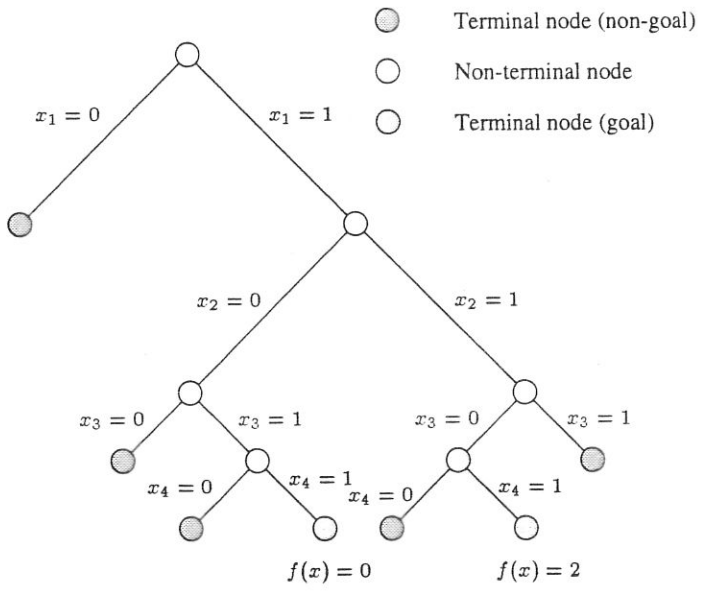 Terminal node (non-goal)
Non-terminal node
Terminal node (goal)
x₁ = 0
x₁ = 1
x₂ = 0
x₂ = 1
x₃ = 0
x₃ = 1
x₃ = 0
x₃ = 1
x₄ = 0
x₄ = 1
x₄ = 0
x₄ = 1
f(x) = 0
f(x) = 2